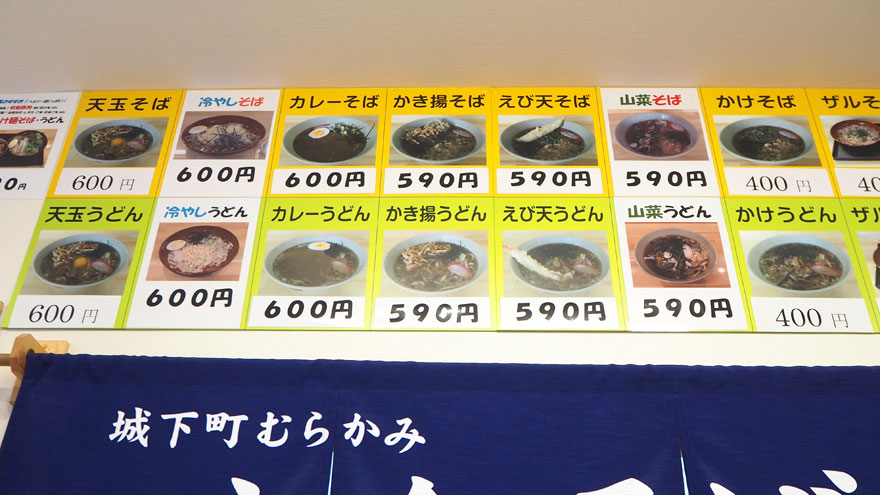 天玉そば
冷やしそば
カレーそば
かき揚そば
えび天そば
山菜そば
かけそば
600円
600円
600円
590円
590円
590円
400円
天玉うどん
冷やしうどん
カレーうどん
かき揚うどん
えび天うどん
山菜うどん
かけうどん
600円
600円
600円
590円
590円
590円
400円
城下町むらかみ